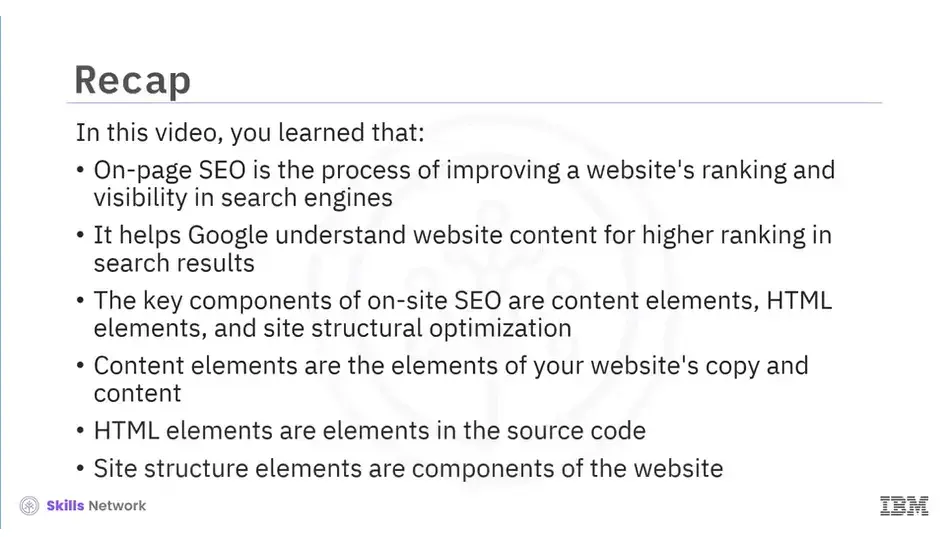 Recap
In this video, you learned that:
• On-page SEO is the process of improving a website's ranking and
visibility in search engines
• It helps Google understand website content for higher ranking in
search results
• The key components of on-site SEO are content elements, HTML
elements, and site structural optimization
• Content elements are the elements of your website's copy and
content
• HTML elements are elements in the source code
• Site structure elements are components of the website
Skills Network
IBM